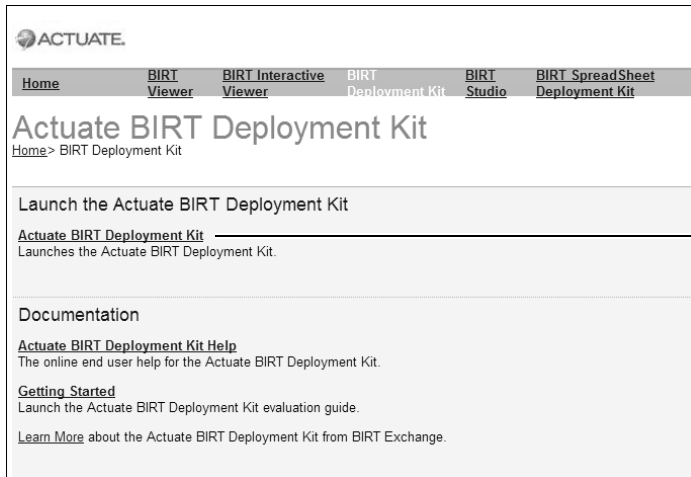 ACTUATE.
Home BIRT Viewer BIRT Interactive Viewer BIRT Deployment Kit BIRT Studio BIRT SpreadSheet Deployment Kit
Actuate BIRT Deployment Kit
Home> BIRT Deployment Kit
Launch the Actuate BIRT Deployment Kit
Actuate BIRT Deployment Kit
Launches the Actuate BIRT Deployment Kit.
Documentation
Actuate BIRT Deployment Kit Help
The online end user help for the Actuate BIRT Deployment Kit.
Getting Started
Launch the Actuate BIRT Deployment Kit evaluation guide.
Learn More about the Actuate BIRT Deployment Kit from BIRT Exchange.